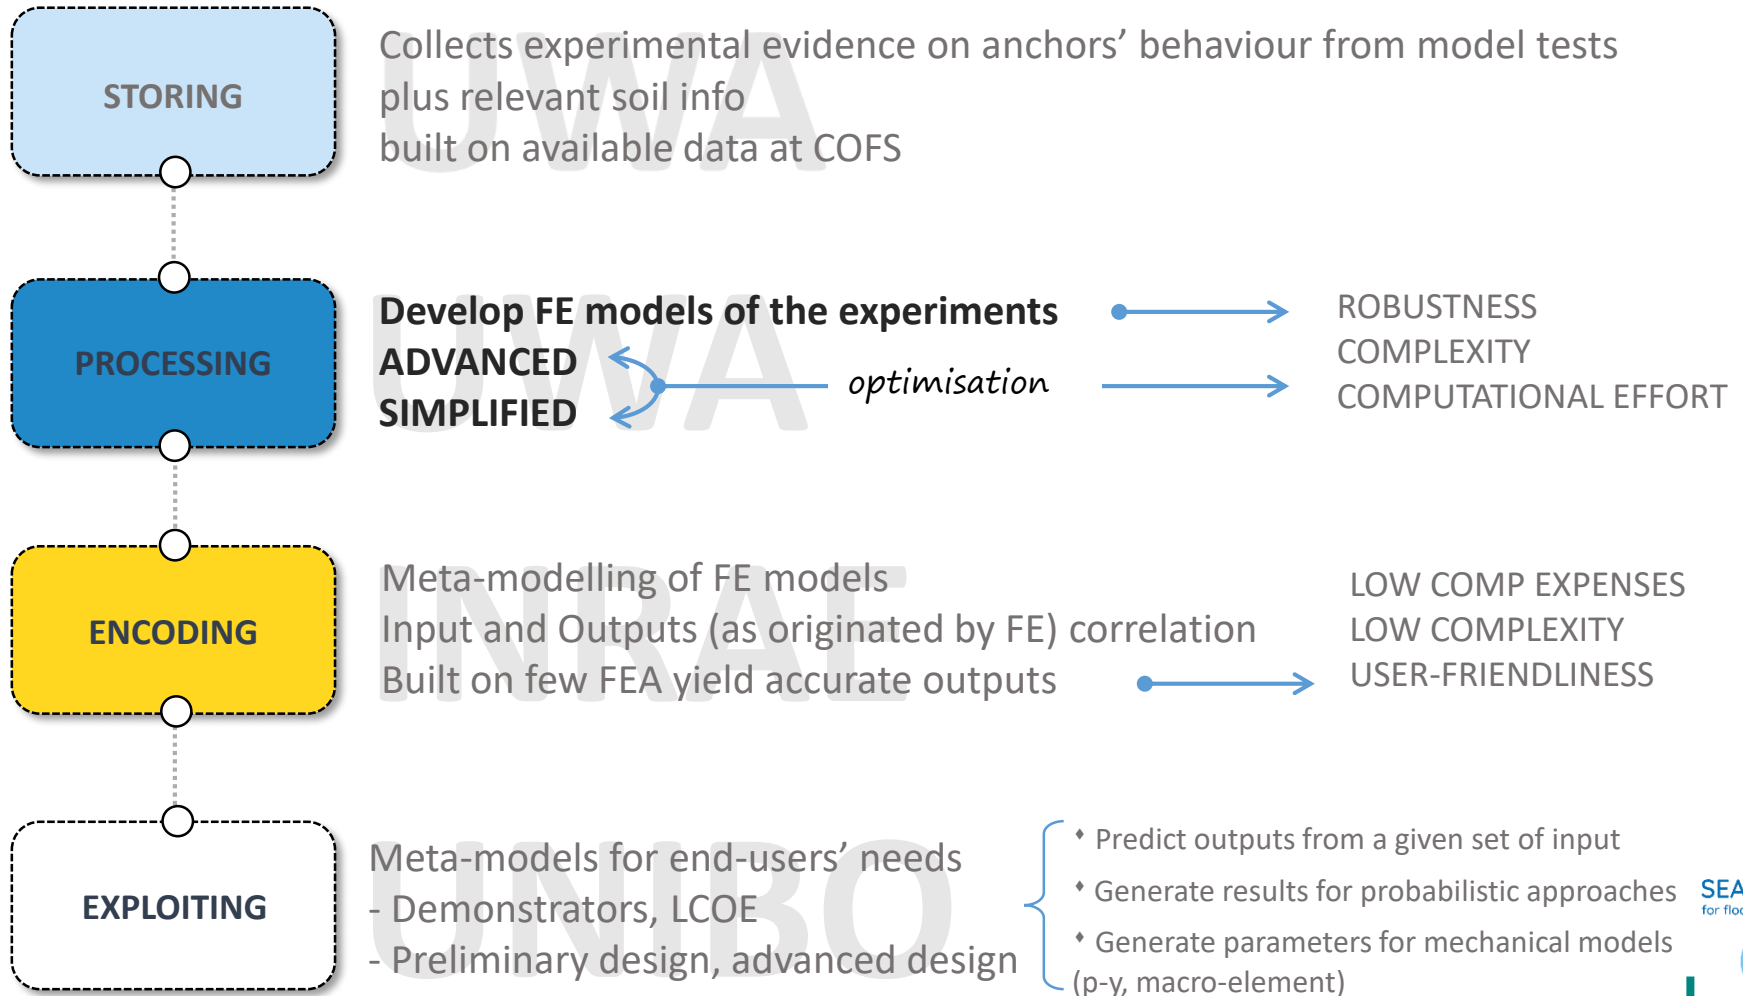 UWA
STORING
Collects experimental evidence on anchors’ behaviour from model tests
plus relevant soil info
built on available data at COFS
UWA
PROCESSING
Develop FE models of the experiments
ADVANCED
SIMPLIFIED
optimisation
ROBUSTNESS
COMPLEXITY
COMPUTATIONAL EFFORT
INRAE
ENCODING
Meta-modelling of FE models
Input and Outputs (as originated by FE) correlation
Built on few FEA yield accurate outputs
LOW COMP EXPENSES
LOW COMPLEXITY
USER-FRIENDLINESS
UNIBO
EXPLOITING
Meta-models for end-users’ needs
- Demonstrators, LCOE
- Preliminary design, advanced design
Predict outputs from a given set of input
Generate results for probabilistic approaches
Generate parameters for mechanical models
(p-y, macro-element)
SEA
for floo